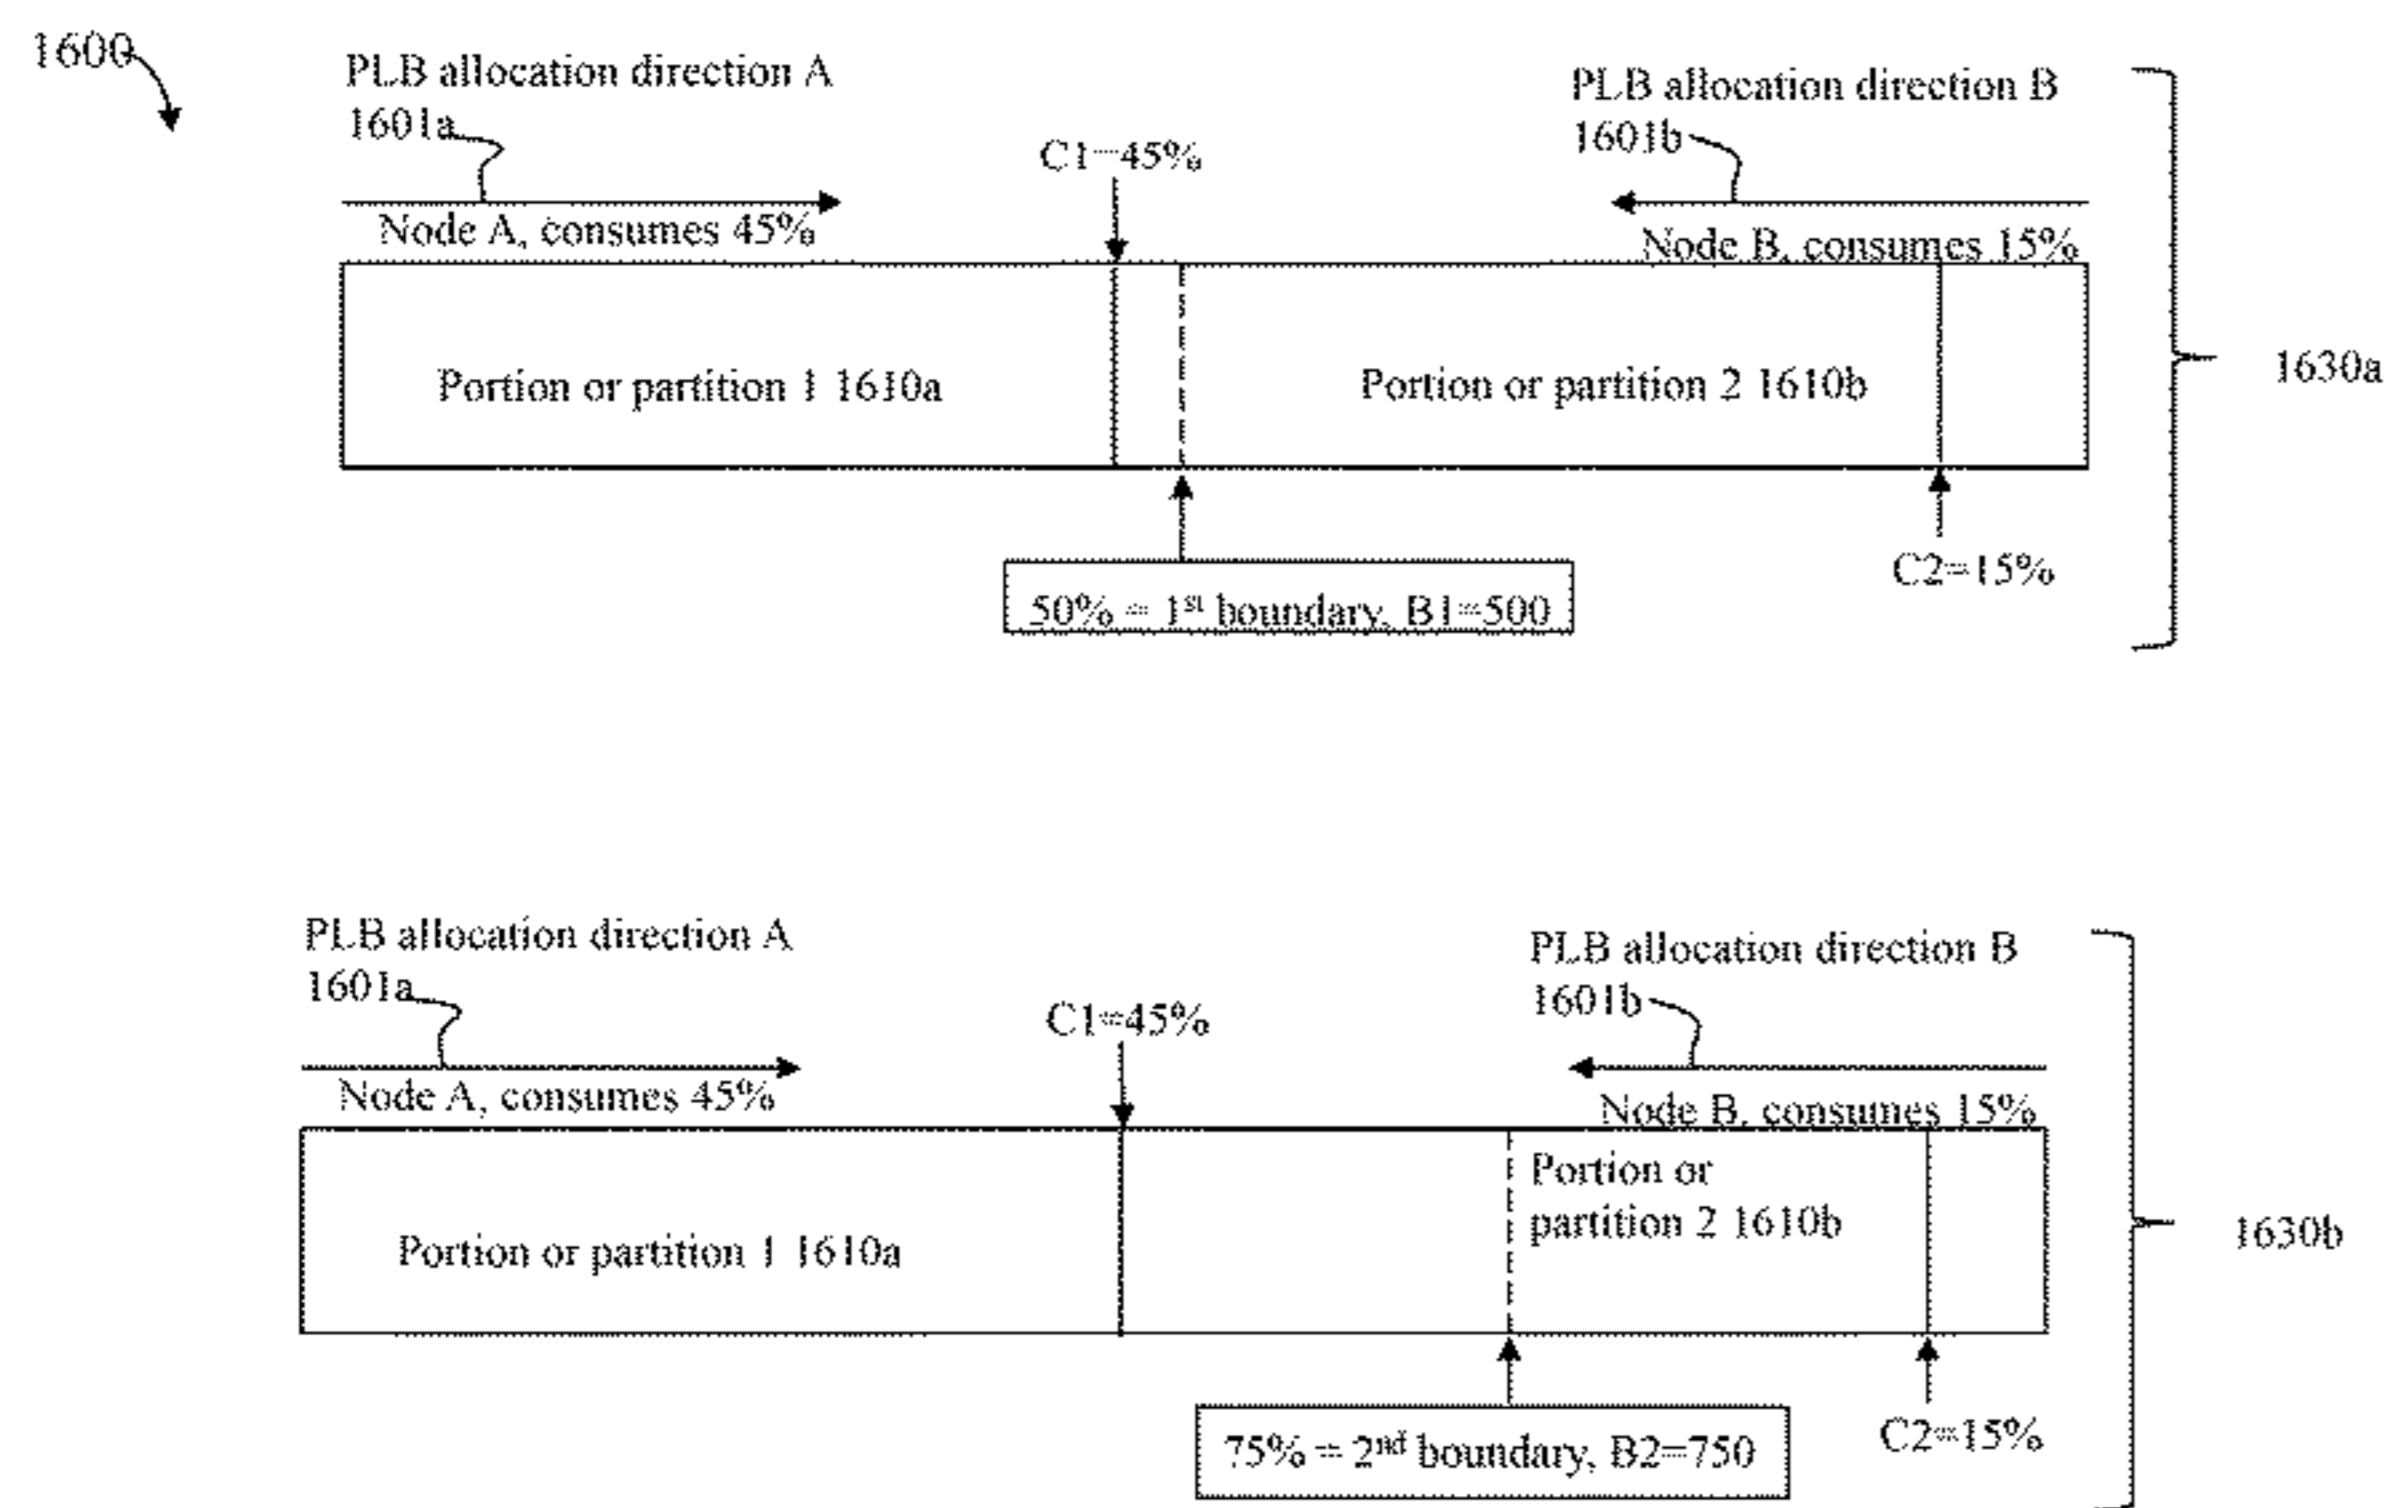 1600
PLB allocation direction A
1601a
C1=45%
PLB allocation direction B
1601b
Node A, consumes 45%
Node B, consumes 15%
Portion or partition 1 1610a
Portion or partition 2 1610b
1630a
50% = 1st boundary, B1=500
C2=15%
PLB allocation direction A
1601a
C1=45%
PLB allocation direction B
1601b
Node A, consumes 45%
Node B, consumes 15%
Portion or partition 1 1610a
Portion or
partition 2 1610b
1630b
75% = 2nd boundary, B2=750
C2=15%